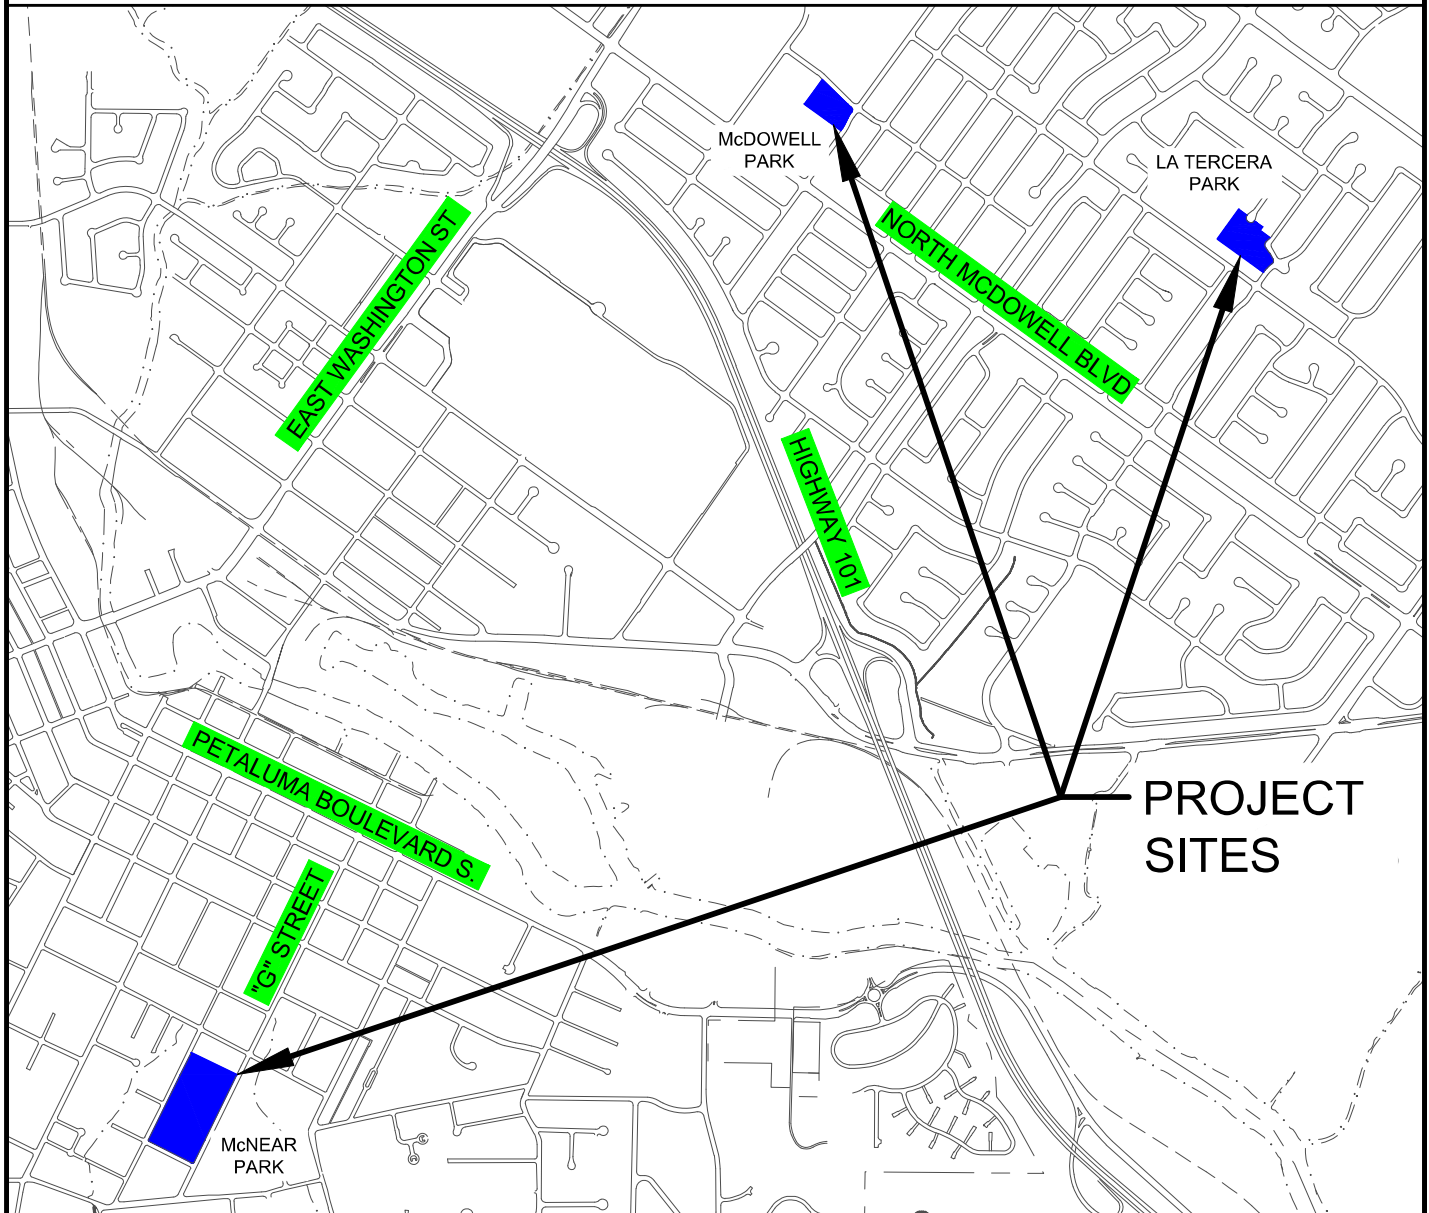 McDOWELL
PARK
LA TERCERA
PARK
EAST WASHINGTON ST
NORTH MCDOWELL BLVD
HIGHWAY 101
PETALUMA BOULEVARD S.
PROJECT
SITES
"G" STREET
McNEAR
PARK